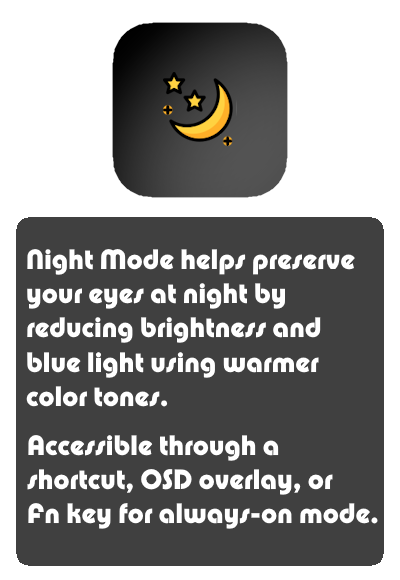 Night Mode helps preserve
your eyes at night by
reducing brightness and
blue light using warmer
color tones.
Accessible through a
shortcut, OSD overlay, or
Fn key for always-on mode.